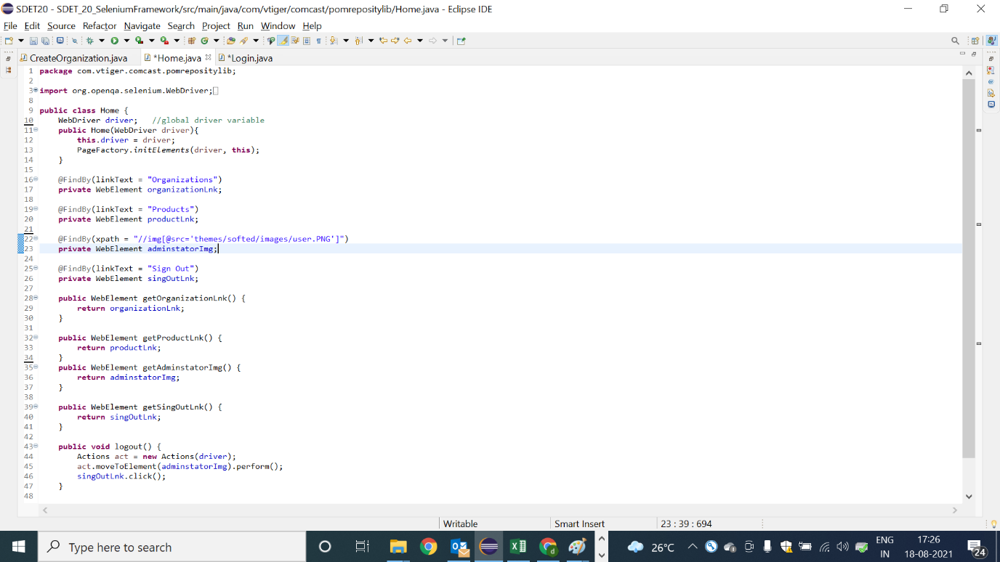 SDET20 - SDET_20_SeleniumFramework/src/main/java/com/vtiger/comcast/pomrepositylib/Home.java - Eclipse IDE
File Edit Source Refactor Navigate Search Project Run Window Help
CreateOrganization.java *Home.java *Login.java
1 package com.vtiger.comcast.pomrepositylib;
2
3 import org.openqa.selenium.WebDriver;
8
9 public class Home {
10 WebDriver driver; //global driver variable
11 public Home(WebDriver driver){
12 this.driver = driver;
13 PageFactory.initElements(driver, this);
14 }
15
16 @FindBy(linkText = "Organizations")
17 private WebElement organizationLnk;
18
19 @FindBy(linkText = "Products")
20 private WebElement productLnk;
21
22 @FindBy(xpath = "//img[@src='themes/softed/images/user.PNG']")
23 private WebElement adminstatorImg;
24
25 @FindBy(linkText = "Sign Out")
26 private WebElement singOutLnk;
27
28 public WebElement getOrganizationLnk() {
29 return organizationLnk;
30 }
31
32 public WebElement getProductLnk() {
33 return productLnk;
34 }
35 public WebElement getAdminstatorImg() {
36 return adminstatorImg;
37 }
38
39 public WebElement getSingOutLnk() {
40 return singOutLnk;
41 }
42
43 public void logout() {
44 Actions act = new Actions(driver);
45 act.moveToElement(adminstatorImg).perform();
46 singOutLnk.click();
47 }
48
Writable Smart Insert 23 : 39 : 694
Type here to search
26°C
ENG
IN
17:26
18-08-2021
24